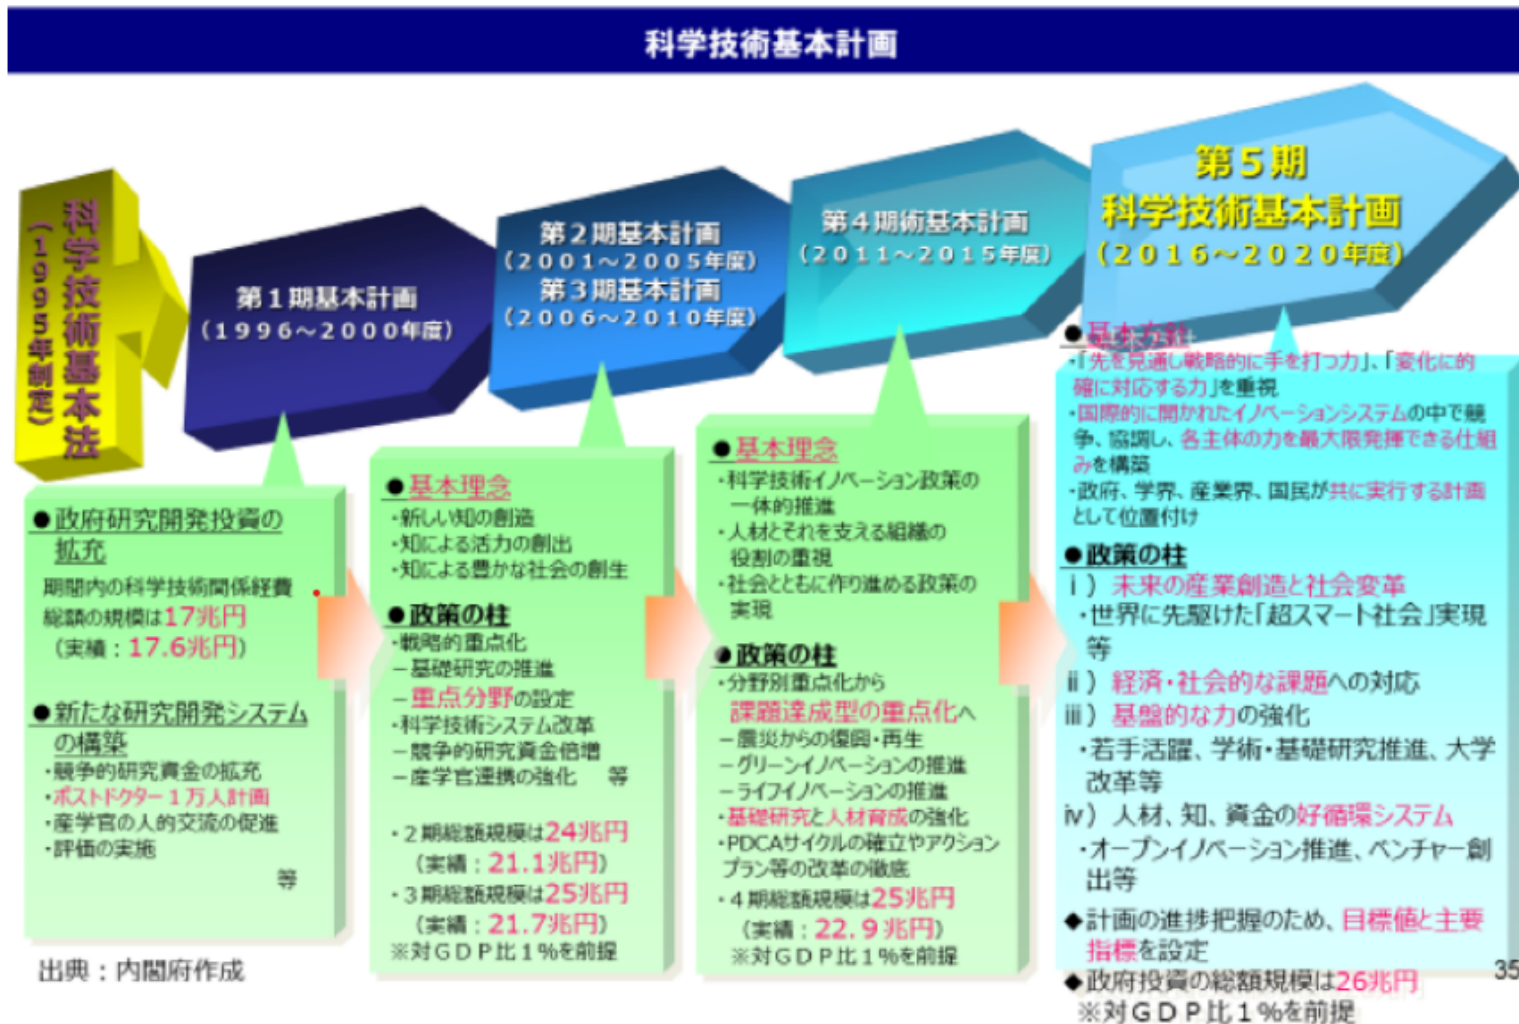 科学技術基本計画
科学技術基本法
（1995年制定）
第１期基本計画
（1996～2000年度）
第２期基本計画
（2001～2005年度）
第３期基本計画
（2006～2010年度）
第４期術基本計画
（2011～2015年度）
第５期
科学技術基本計画
（2016～2020年度）
●政府研究開発投資の
拡充
期間内の科学技術関係経費
総額の規模は17兆円
（実績：17.6兆円）
●新たな研究開発システム
の構築
・競争的研究資金の拡充
・ポストドクター１万人計画
・産学官の人的交流の促進
・評価の実施
等
●基本理念
・新しい知の創造
・知による活力の創出
・知による豊かな社会の創生
●政策の柱
・戦略的重点化
－基礎研究の推進
－重点分野の設定
・科学技術システム改革
－競争的研究資金倍増
－産学官連携の強化　等
・２期総額規模は24兆円
（実績：21.1兆円）
・３期総額規模は25兆円
（実績：21.7兆円）
※対ＧＤＰ比１％を前提
●基本理念
・科学技術イノベーション政策の
一体的推進
・人材とそれを支える組織の
役割の重視
・社会とともに作り進める政策の
実現
●政策の柱
・分野別重点化から
課題達成型の重点化へ
－震災からの復興・再生
－グリーンイノベーションの推進
－ライフイノベーションの推進
・基礎研究と人材育成の強化
・PDCAサイクルの確立やアクション
プラン等の改革の徹底
・４期総額規模は25兆円
（実績：22.9兆円）
※対ＧＤＰ比１％を前提
●基本方針
・「先を見通し戦略的に手を打つ力」、「変化に的
確に対応する力」を重視
・国際的に開かれたイノベーションシステムの中で競
争、協調し、各主体の力を最大限発揮できる仕組
みを構築
・政府、学界、産業界、国民が共に実行する計画
として位置付け
●政策の柱
ⅰ）未来の産業創造と社会変革
・世界に先駆けた「超スマート社会」実現
等
ⅱ）経済・社会的な課題への対応
ⅲ）基盤的な力の強化
・若手活躍、学術・基礎研究推進、大学
改革等
ⅳ）人材、知、資金の好循環システム
・オープンイノベーション推進、ベンチャー創
出等
◆計画の進捗把握のため、目標値と主要
指標を設定
◆政府投資の総額規模は26兆円
※対ＧＤＰ比１％を前提
出典：内閣府作成
35